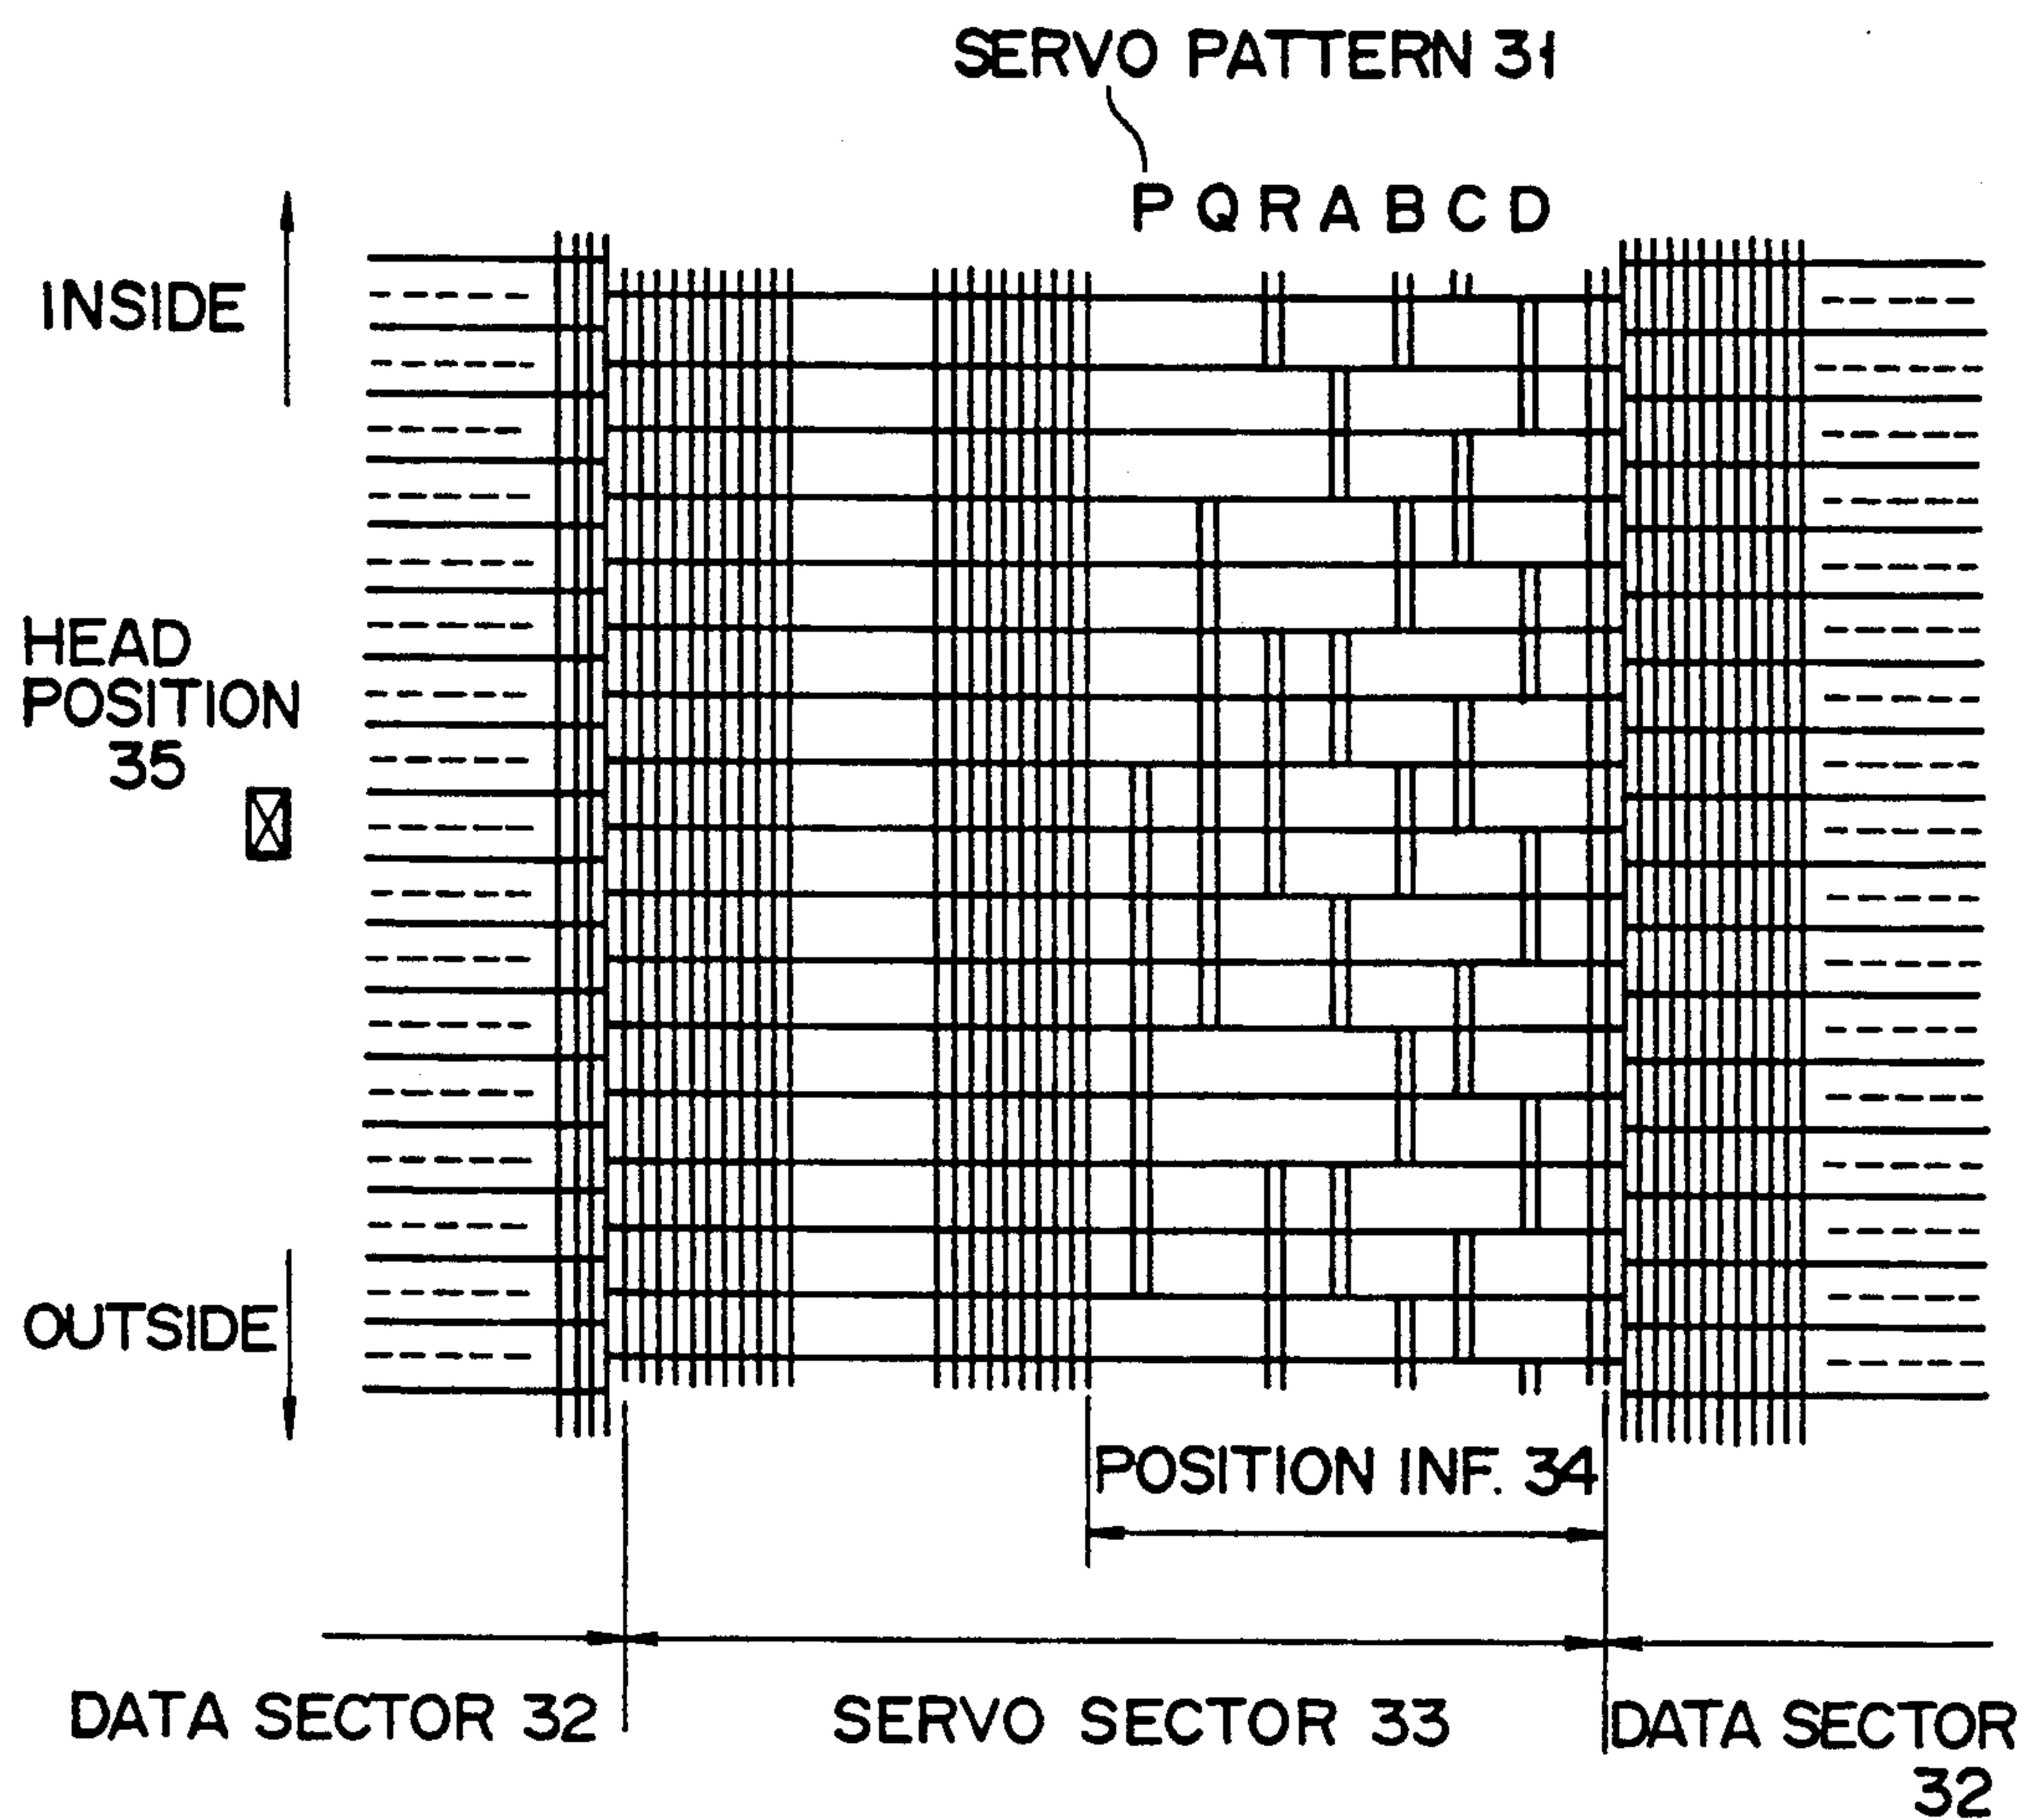 SERVO PATTERN 31
P Q R A B C D
INSIDE
HEAD
POSITION
35
OUTSIDE
POSITION INF. 34
DATA SECTOR 32
SERVO SECTOR 33
DATA SECTOR
32